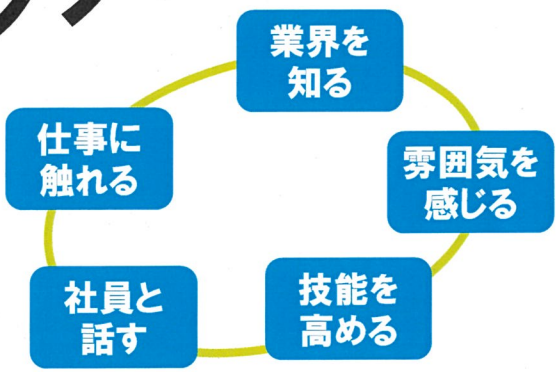 業界を
知る
雰囲気を
感じる
技能を
高める
社員と
話す
仕事に
触れる